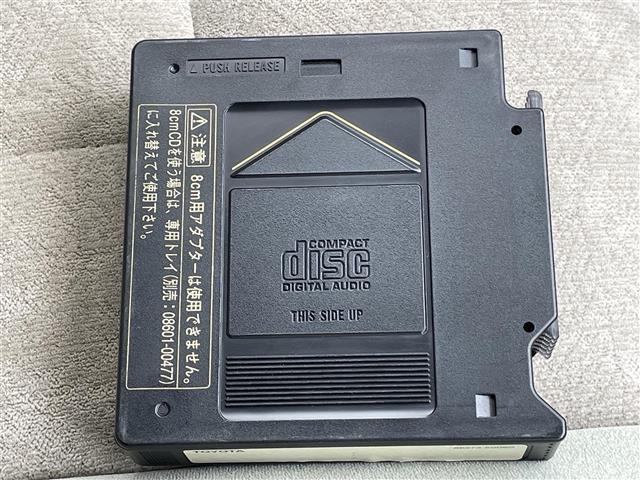 △ PUSH RELEASE
⚠ 注意 8cm用アダプターは使用できません。
8cmCDを使う場合は、専用トレイ(別売:08601-00477)
に入れ替えてご使用下さい。
COMPACT
disc
DIGITAL AUDIO
THIS SIDE UP
TOYOTA